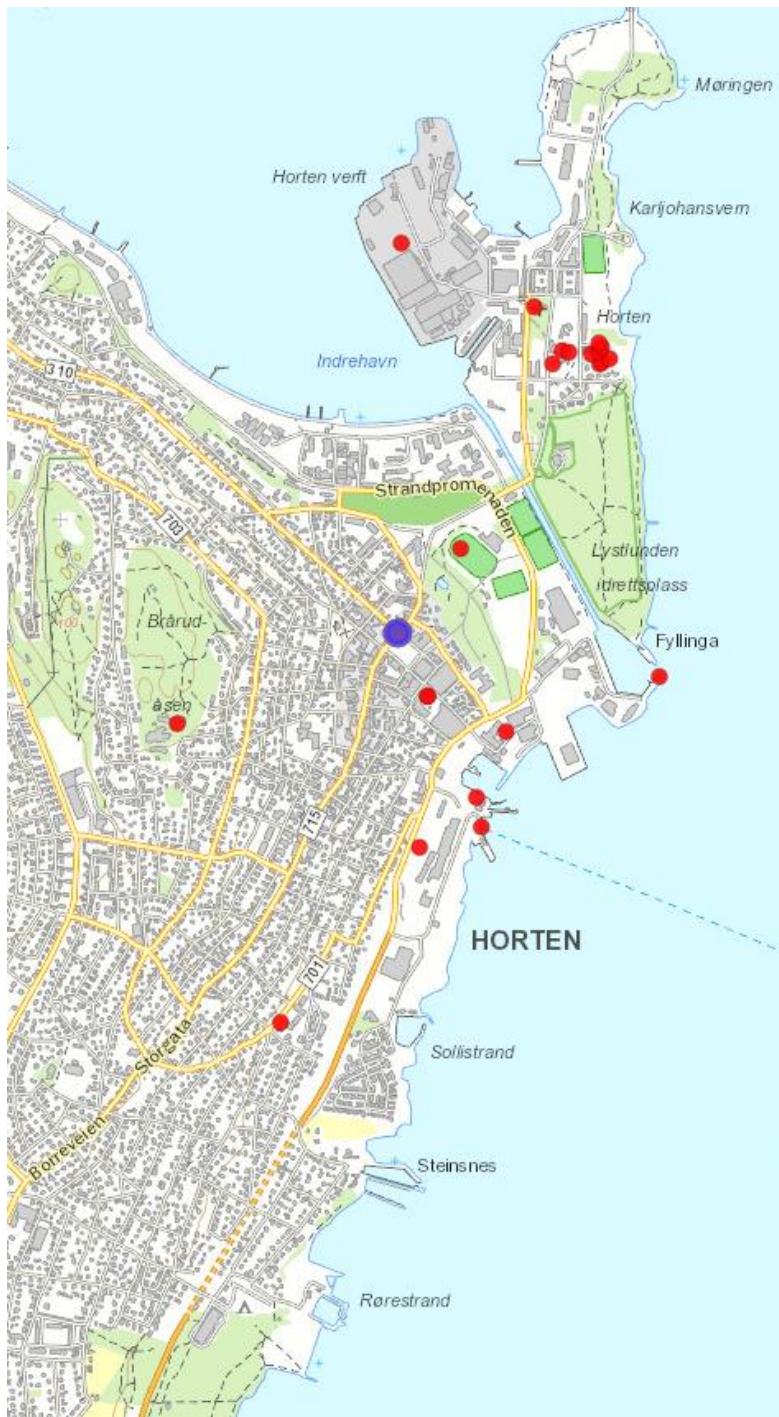 Møringen
Horten verft
Karljohansvern
Horten
310
Indrehavn
Strandpromenaden
703
Lystlunden
idrettsplass
100
Brårud-
åsen
Fyllinga
715
HORTEN
701
Storgata
Sollistrand
Borreveien
Steinsnes
Rørestrand